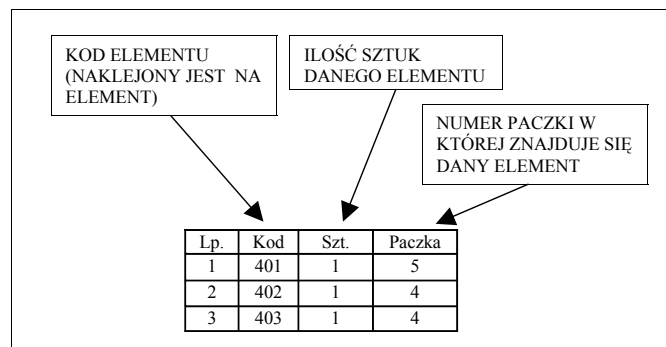 KOD ELEMENTU
(NAKLEJONY JEST NA
ELEMENT)
ILOŚĆ SZTUK
DANEGO ELEMENTU
NUMER PACZKI W
KTÓREJ ZNAJDUJE SIĘ
DANY ELEMENT
Lp. Kod Szt. Paczka
1 401 1 5
2 402 1 4
3 403 1 4